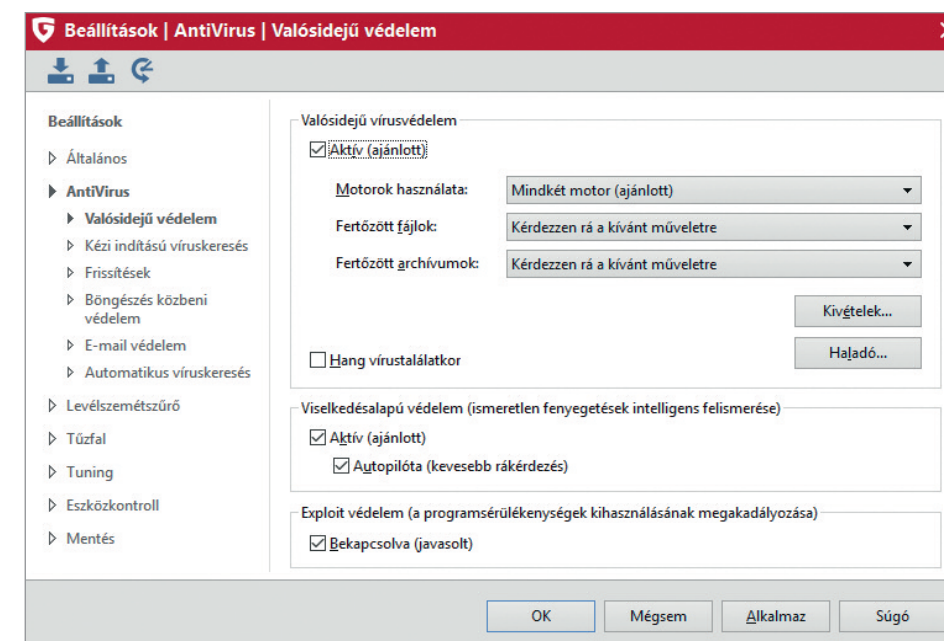 Beállítások | AntiVirus | Valósidejű védelem
Beállítások
Általános
AntiVirus
Valósidejű védelem
Kézi indítású víruskeresés
Frissítések
Böngészés közbeni
védelem
E-mail védelem
Automatikus víruskeresés
Levélszemétszűrő
Tűzfal
Tuning
Eszközkontroll
Mentés
Valósidejű vírusvédelem
Aktív (ajánlott)
Motorok használata: Mindkét motor (ajánlott)
Fertőzött fájlok: Kérdezzen rá a kívánt műveletre
Fertőzött archívumok: Kérdezzen rá a kívánt műveletre
Kivételek...
Hang vírustalálatkor
Haladó...
Viselkedésalapú védelem (ismeretlen fenyegetések intelligens felismerése)
Aktív (ajánlott)
Autopilóta (kevesebb rákérdezés)
Exploit védelem (a programsérülékenységek kihasználásának megakadályozása)
Bekapcsolva (javasolt)
OK Mégsem Alkalmaz Súgó